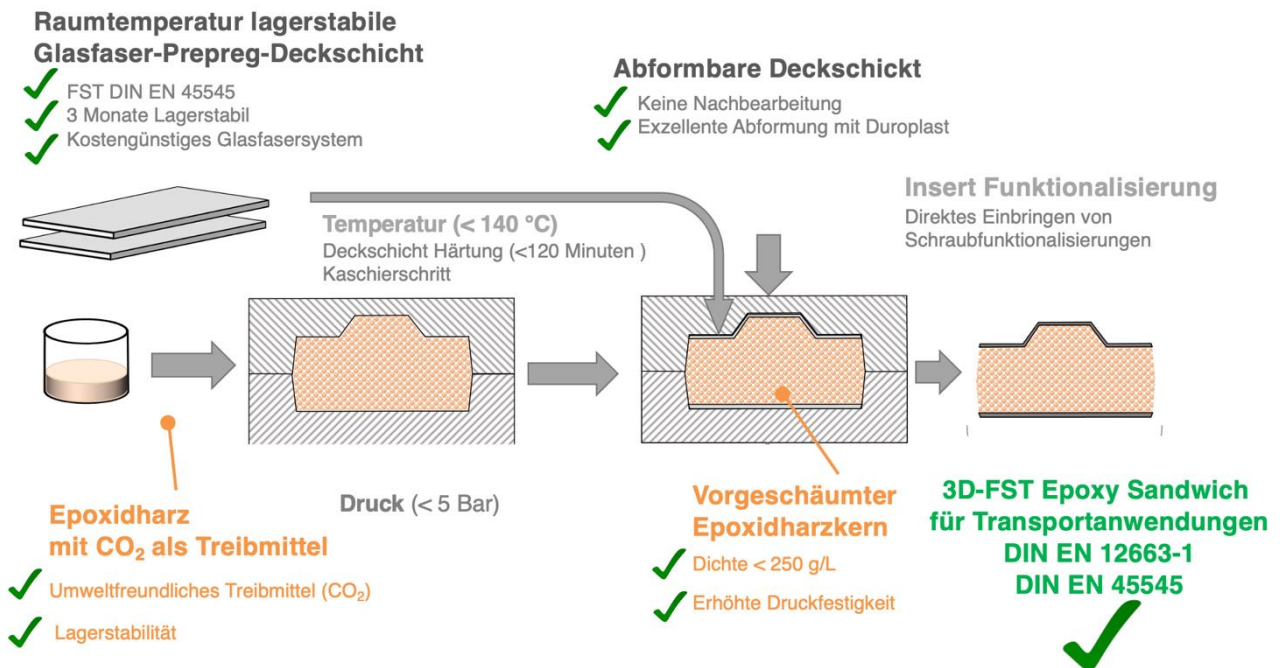 Raumtemperatur lagerstabile
Glasfaser-Prepreg-Deckschicht
FST DIN EN 45545
3 Monate Lagerstabil
Kostengünstiges Glasfasersystem
Abformbare Deckschickt
Keine Nachbearbeitung
Exzellente Abformung mit Duroplast
Temperatur (< 140 °C)
Deckschicht Härtung (<120 Minuten )
Kaschierschritt
Insert Funktionalisierung
Direktes Einbringen von
Schraubfunktionalisierungen
Epoxidharz
mit CO₂ als Treibmittel
Umweltfreundliches Treibmittel (CO₂)
Lagerstabilität
Druck (< 5 Bar)
Vorgeschäumter
Epoxidharzkern
Dichte < 250 g/L
Erhöhte Druckfestigkeit
3D-FST Epoxy Sandwich
für Transportanwendungen
DIN EN 12663-1
DIN EN 45545